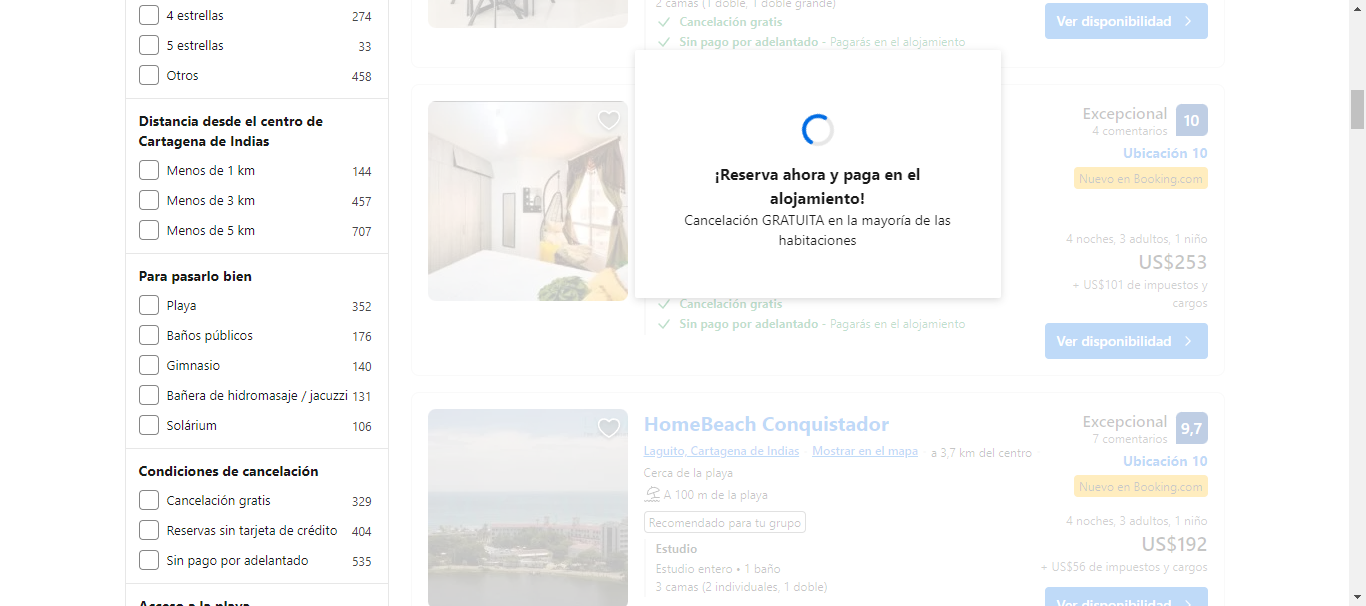 4 estrellas 274
5 estrellas 33
Otros 458
Distancia desde el centro de
Cartagena de Indias
Menos de 1 km 144
Menos de 3 km 457
Menos de 5 km 707
Para pasarlo bien
Playa 352
Baños públicos 176
Gimnasio 140
Bañera de hidromasaje / jacuzzi 131
Solárium 106
Condiciones de cancelación
Cancelación gratis 329
Reservas sin tarjeta de crédito 404
Sin pago por adelantado 535
Acceso a la playa
2 camas (1 doble, 1 doble grande)
Cancelación gratis
Sin pago por adelantado - Pagarás en el alojamiento
Ver disponibilidad
¡Reserva ahora y paga en el
alojamiento!
Cancelación GRATUITA en la mayoría de las
habitaciones
Excepcional 10
4 comentarios
Ubicación 10
Nuevo en Booking.com
4 noches, 3 adultos, 1 niño
US$253
+ US$101 de impuestos y
cargos
Cancelación gratis
Sin pago por adelantado - Pagarás en el alojamiento
Ver disponibilidad
HomeBeach Conquistador
Laguito, Cartagena de Indias Mostrar en el mapa a 3,7 km del centro
Cerca de la playa
A 100 m de la playa
Recomendado para tu grupo
Estudio
Estudio entero • 1 baño
3 camas (2 individuales, 1 doble)
Excepcional 9,7
7 comentarios
Ubicación 10
Nuevo en Booking.com
4 noches, 3 adultos, 1 niño
US$192
+ US$56 de impuestos y cargos
Ver disponibilidad